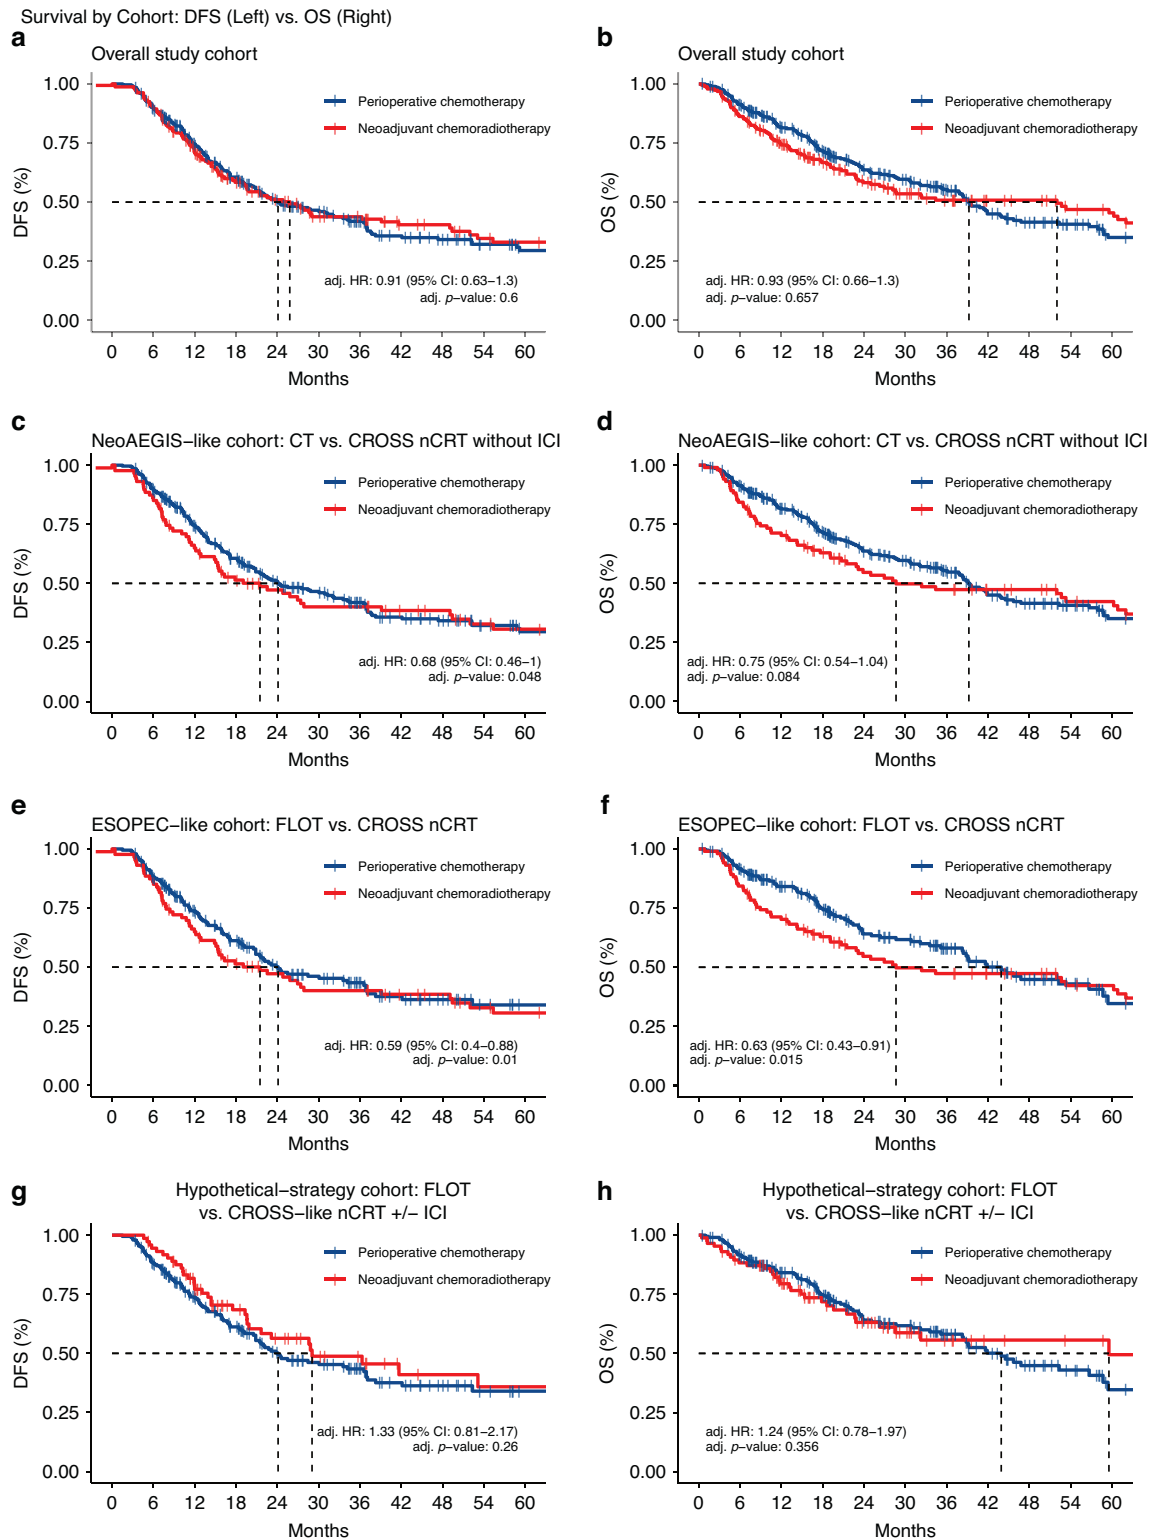 Survival by Cohort: DFS (Left) vs. OS (Right)
a
Overall study cohort
1.00
0.75
0.50
0.25
0.00
DFS (%)
Perioperative chemotherapy
Neoadjuvant chemoradiotherapy
adj. HR: 0.91 (95% CI: 0.63–1.3)
adj. p–value: 0.6
0 6 12 18 24 30 36 42 48 54 60
Months
b
Overall study cohort
1.00
0.75
0.50
0.25
0.00
OS (%)
Perioperative chemotherapy
Neoadjuvant chemoradiotherapy
adj. HR: 0.93 (95% CI: 0.66–1.3)
adj. p–value: 0.657
0 6 12 18 24 30 36 42 48 54 60
Months
c
NeoAEGIS–like cohort: CT vs. CROSS nCRT without ICI
1.00
0.75
0.50
0.25
0.00
DFS (%)
Perioperative chemotherapy
Neoadjuvant chemoradiotherapy
adj. HR: 0.68 (95% CI: 0.46–1)
adj. p–value: 0.048
0 6 12 18 24 30 36 42 48 54 60
Months
d
NeoAEGIS–like cohort: CT vs. CROSS nCRT without ICI
1.00
0.75
0.50
0.25
0.00
OS (%)
Perioperative chemotherapy
Neoadjuvant chemoradiotherapy
adj. HR: 0.75 (95% CI: 0.54–1.04)
adj. p–value: 0.084
0 6 12 18 24 30 36 42 48 54 60
Months
e
ESOPEC–like cohort: FLOT vs. CROSS nCRT
1.00
0.75
0.50
0.25
0.00
DFS (%)
Perioperative chemotherapy
Neoadjuvant chemoradiotherapy
adj. HR: 0.59 (95% CI: 0.4–0.88)
adj. p–value: 0.01
0 6 12 18 24 30 36 42 48 54 60
Months
f
ESOPEC–like cohort: FLOT vs. CROSS nCRT
1.00
0.75
0.50
0.25
0.00
OS (%)
Perioperative chemotherapy
Neoadjuvant chemoradiotherapy
adj. HR: 0.63 (95% CI: 0.43–0.91)
adj. p–value: 0.015
0 6 12 18 24 30 36 42 48 54 60
Months
g
Hypothetical–strategy cohort: FLOT
vs. CROSS–like nCRT +/– ICI
1.00
0.75
0.50
0.25
0.00
DFS (%)
Perioperative chemotherapy
Neoadjuvant chemoradiotherapy
adj. HR: 1.33 (95% CI: 0.81–2.17)
adj. p–value: 0.26
0 6 12 18 24 30 36 42 48 54 60
Months
h
Hypothetical–strategy cohort: FLOT
vs. CROSS–like nCRT +/– ICI
1.00
0.75
0.50
0.25
0.00
OS (%)
Perioperative chemotherapy
Neoadjuvant chemoradiotherapy
adj. HR: 1.24 (95% CI: 0.78–1.97)
adj. p–value: 0.356
0 6 12 18 24 30 36 42 48 54 60
Months